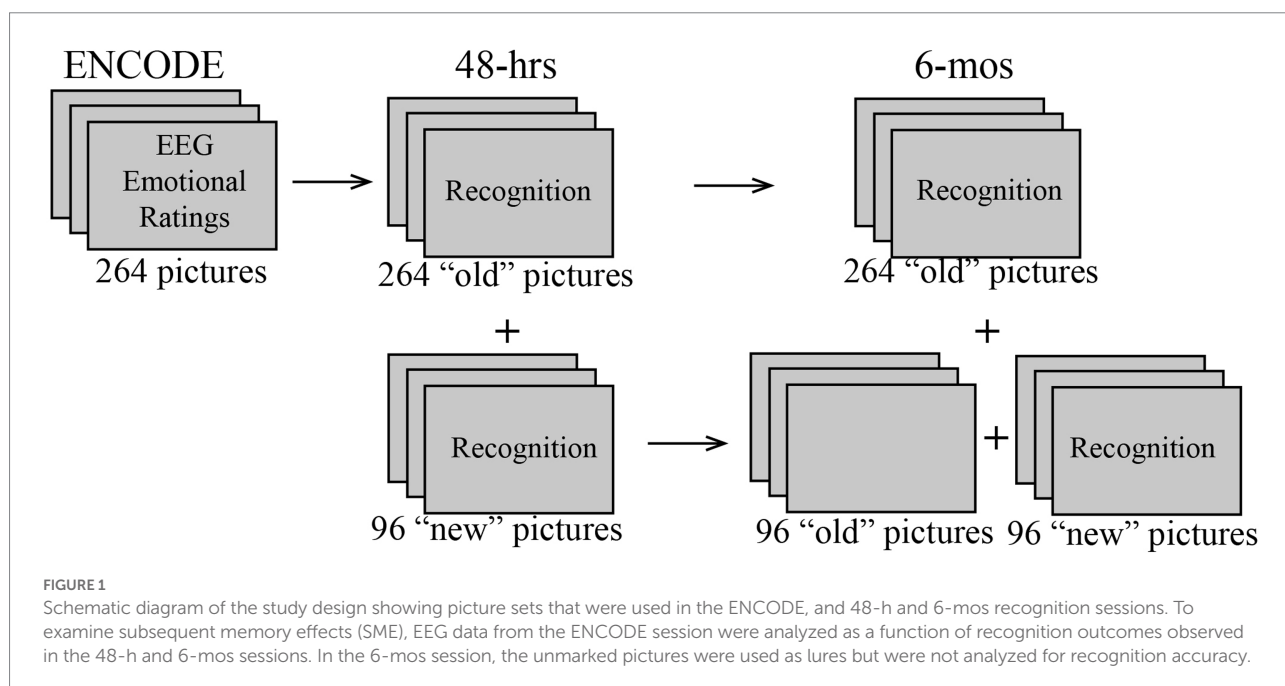 ENCODE
48-hrs
6-mos
EEG
Emotional
Ratings
Recognition
Recognition
264 pictures
264 “old” pictures
264 “old” pictures
+
+
Recognition
+
Recognition
96 “new” pictures
96 “old” pictures
96 “new” pictures
FIGURE 1
Schematic diagram of the study design showing picture sets that were used in the ENCODE, and 48-h and 6-mos recognition sessions. To
examine subsequent memory effects (SME), EEG data from the ENCODE session were analyzed as a function of recognition outcomes observed
in the 48-h and 6-mos sessions. In the 6-mos session, the unmarked pictures were used as lures but were not analyzed for recognition accuracy.